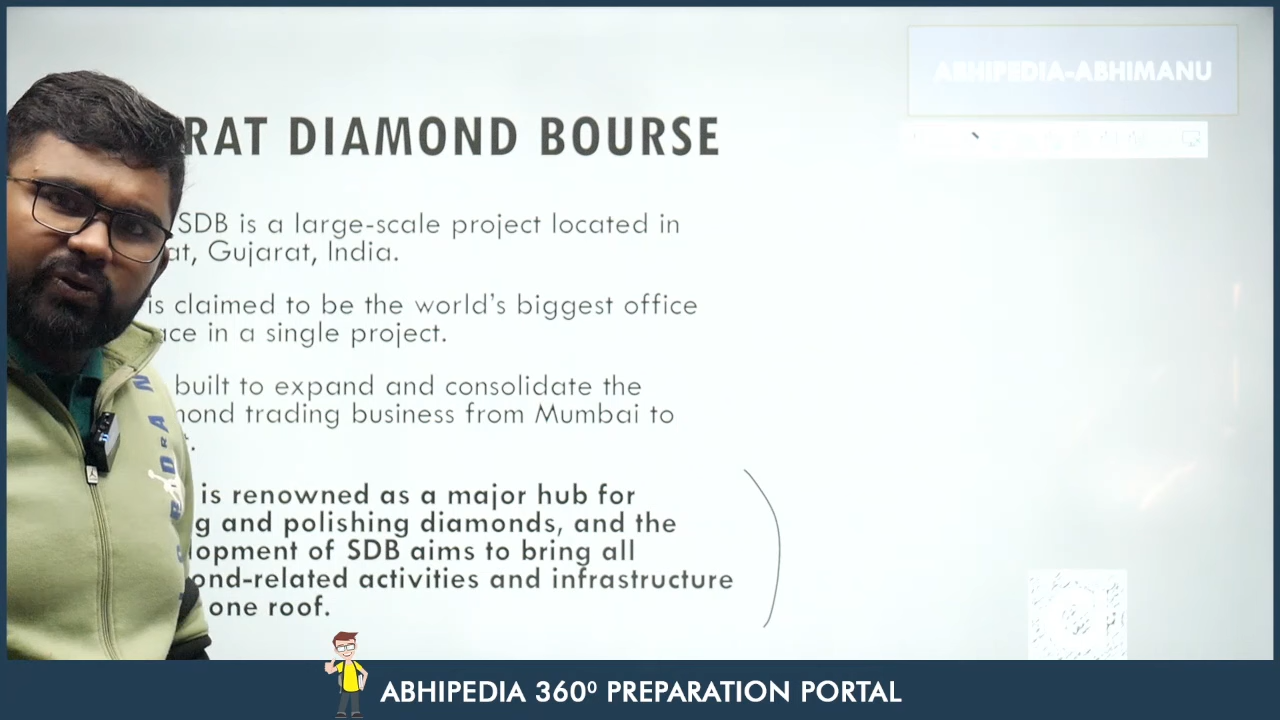 ABHIPEDIA-ABHIMANU
RAT DIAMOND BOURSE
SDB is a large-scale project located in
at, Gujarat, India.
is claimed to be the world's biggest office
ace in a single project.
built to expand and consolidate the
mond trading business from Mumbai to
is renowned as a major hub for
g and polishing diamonds, and the
lopment of SDB aims to bring all
ond-related activities and infrastructure
one roof.
ABHIPEDIA 360⁰ PREPARATION PORTAL